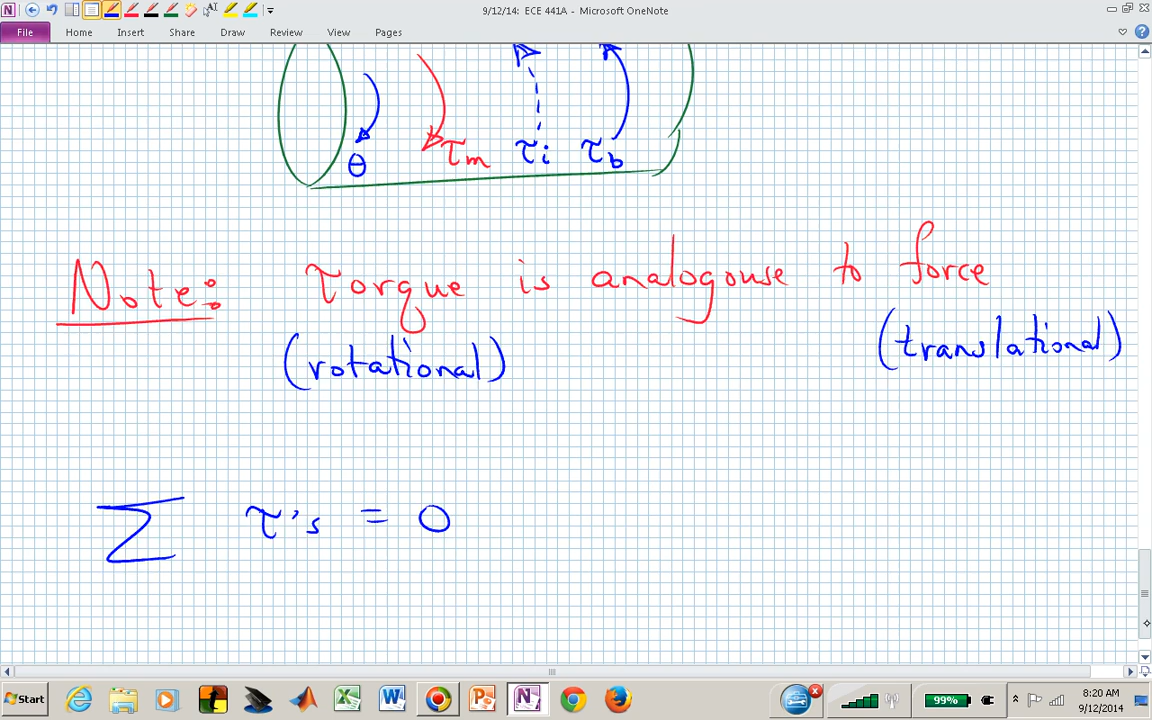 9/12/14: ECE 441A - Microsoft OneNote
File Home Insert Share Draw Review View Pages
θ τm τi τb
Note: Torque is analogouse to force
(rotational) (translational)
Σ τ's = 0
Start 99% 8:20 AM
9/12/2014